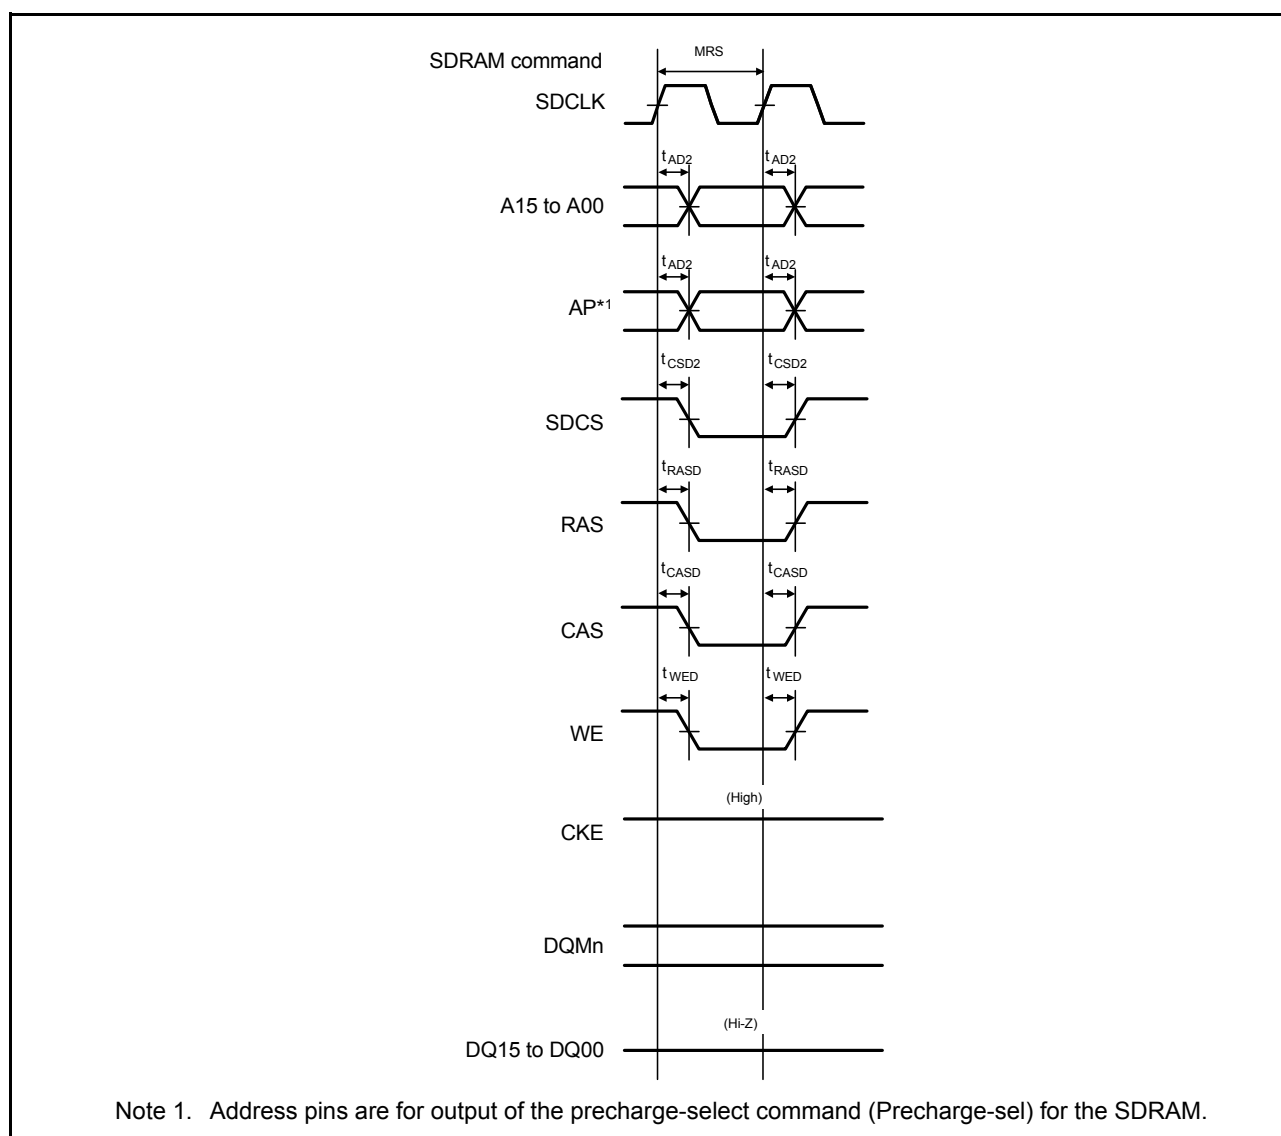 MRS
SDRAM command
SDCLK
tAD2 tAD2
A15 to A00
tAD2 tAD2
AP*1
tCSD2 tCSD2
SDCS
tRASD tRASD
RAS
tCASD tCASD
CAS
tWED tWED
WE
(High)
CKE
DQMn
(Hi-Z)
DQ15 to DQ00
Note 1. Address pins are for output of the precharge-select command (Precharge-sel) for the SDRAM.